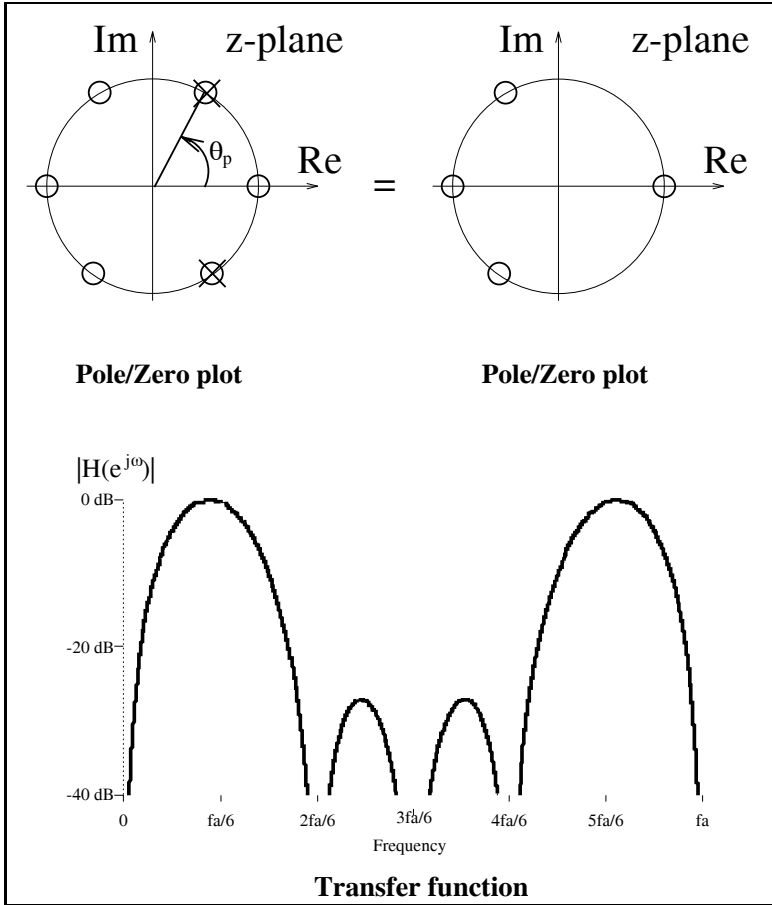 Im z-plane Im z-plane
θp
Re = Re
Pole/Zero plot Pole/Zero plot
|H(e^jω)|
0 dB
-20 dB
-40 dB
0 fa/6 2fa/6 3fa/6 4fa/6 5fa/6 fa
Frequency
Transfer function